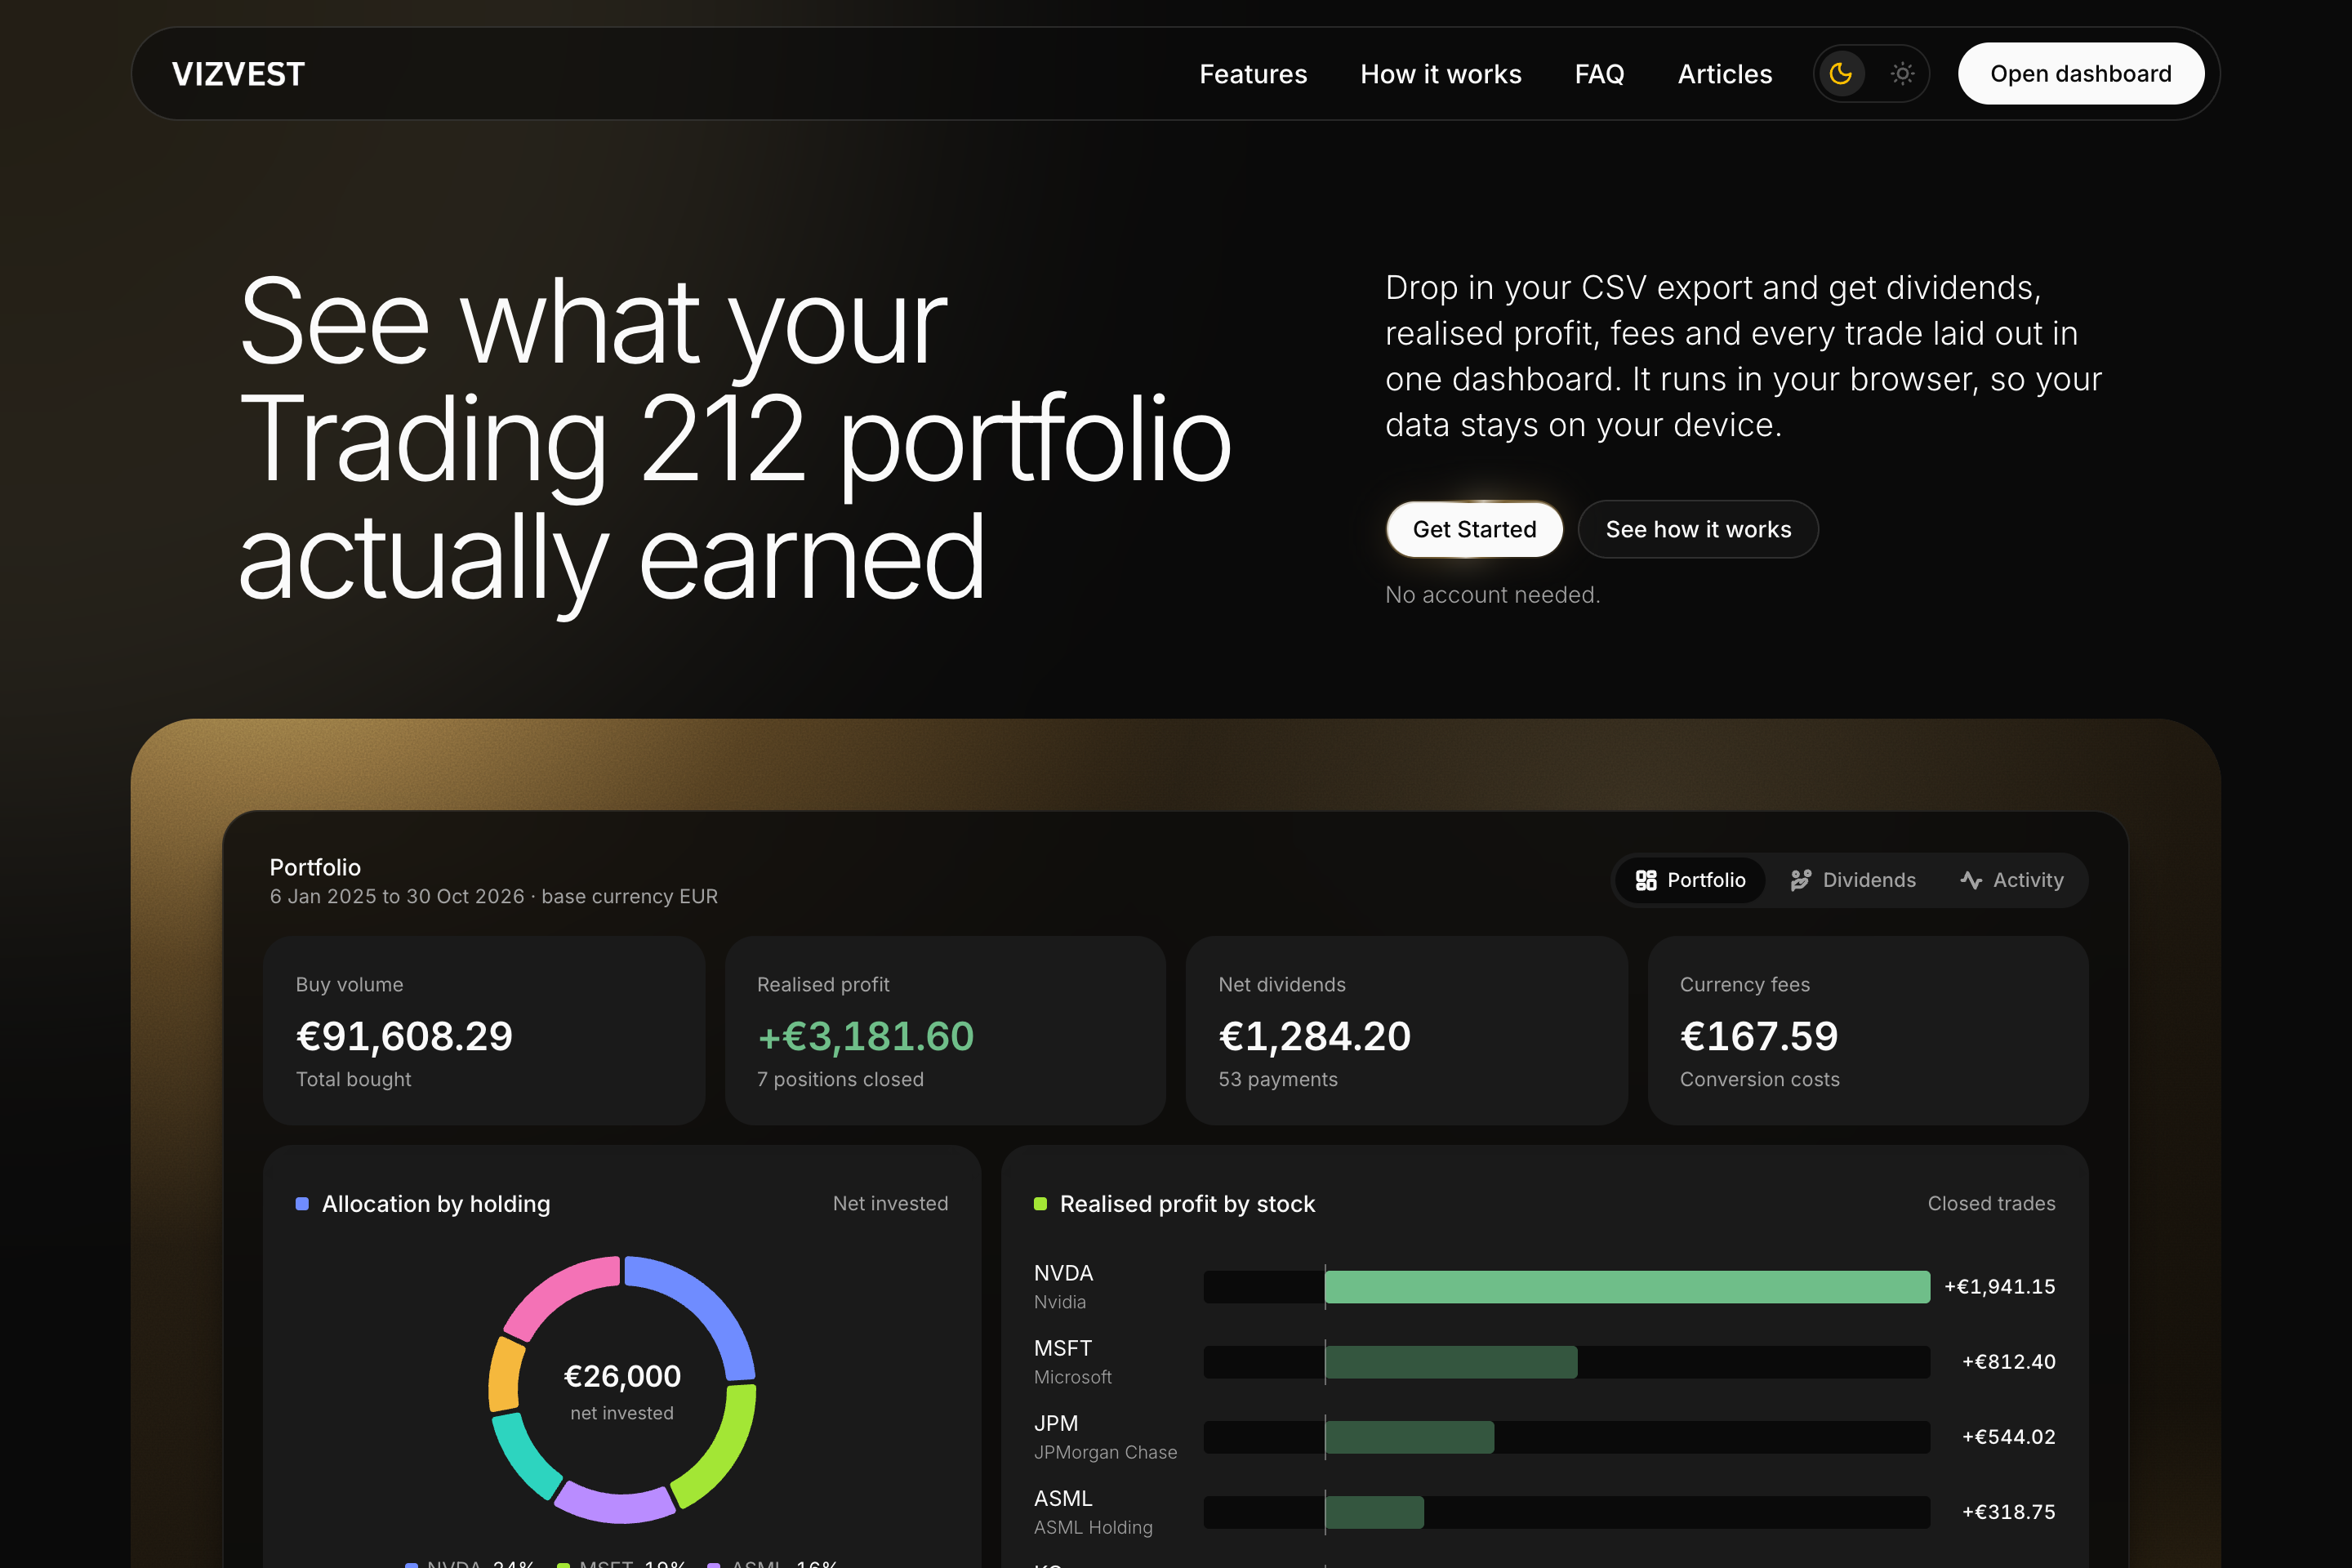 VIZVEST
Features
How it works
FAQ
Articles
Open dashboard
See what your
Trading 212 portfolio
actually earned
Drop in your CSV export and get dividends,
realised profit, fees and every trade laid out in
one dashboard. It runs in your browser, so your
data stays on your device.
Get Started
See how it works
No account needed.
Portfolio
6 Jan 2025 to 30 Oct 2026 · base currency EUR
Portfolio
Dividends
Activity
Buy volume
€91,608.29
Total bought
Realised profit
+€3,181.60
7 positions closed
Net dividends
€1,284.20
53 payments
Currency fees
€167.59
Conversion costs
Allocation by holding
Net invested
€26,000
net invested
NVDA 24%
MSFT 19%
ASML 16%
Realised profit by stock
Closed trades
NVDA
Nvidia
+€1,941.15
MSFT
Microsoft
+€812.40
JPM
JPMorgan Chase
+€544.02
ASML
ASML Holding
+€318.75